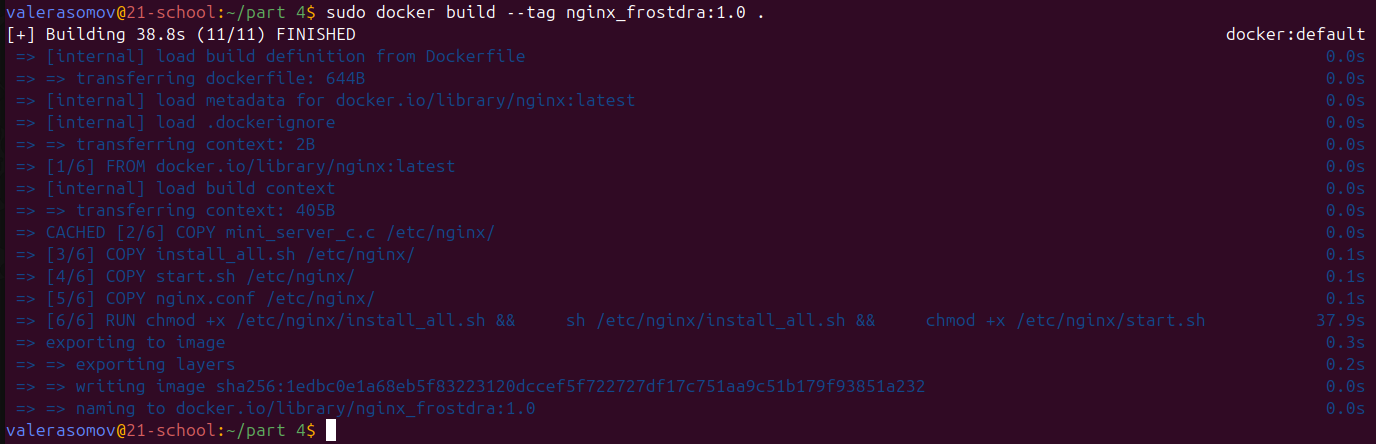 valerasomov@21-school:~/part 4$ sudo docker build --tag nginx_frostdra:1.0 .
[+] Building 38.8s (11/11) FINISHED docker:default
=> [internal] load build definition from Dockerfile 0.0s
=> => transferring dockerfile: 644B 0.0s
=> [internal] load metadata for docker.io/library/nginx:latest 0.0s
=> [internal] load .dockerignore 0.0s
=> => transferring context: 2B 0.0s
=> [1/6] FROM docker.io/library/nginx:latest 0.0s
=> [internal] load build context 0.0s
=> => transferring context: 405B 0.0s
=> CACHED [2/6] COPY mini_server_c.c /etc/nginx/ 0.0s
=> [3/6] COPY install_all.sh /etc/nginx/ 0.1s
=> [4/6] COPY start.sh /etc/nginx/ 0.1s
=> [5/6] COPY nginx.conf /etc/nginx/ 0.1s
=> [6/6] RUN chmod +x /etc/nginx/install_all.sh &&     sh /etc/nginx/install_all.sh &&     chmod +x /etc/nginx/start.sh 37.9s
=> exporting to image 0.3s
=> => exporting layers 0.2s
=> => writing image sha256:1edbc0e1a68eb5f83223120dccef5f722727df17c751aa9c51b179f93851a232 0.0s
=> => naming to docker.io/library/nginx_frostdra:1.0 0.0s
valerasomov@21-school:~/part 4$